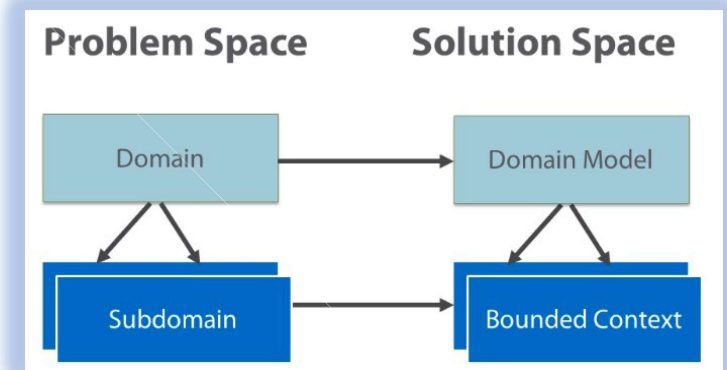 Problem Space
Solution Space
Domain
Domain Model
Subdomain
Bounded Context